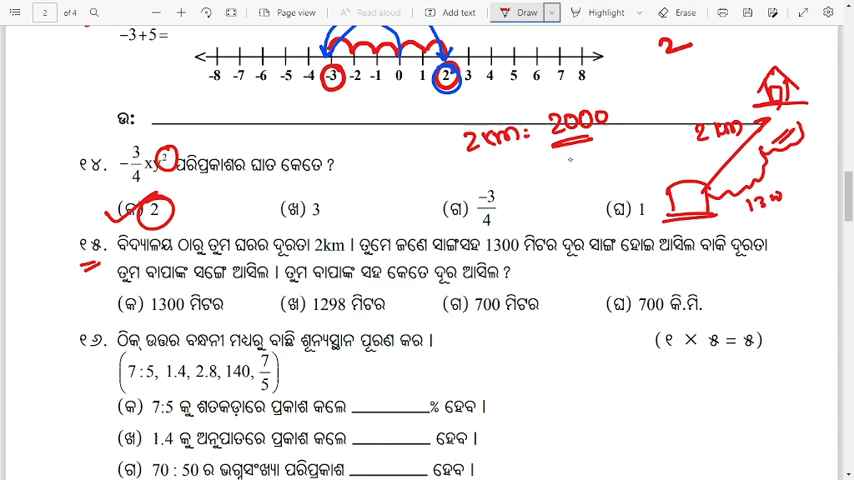 2 of 4 Page view Read aloud Add text Draw Highlight Erase
-3+5=
-8 -7 -6 -5 -4 -3 -2 -1 0 1 2 3 4 5 6 7 8
2
ଉ:
2 km = 2000
2 km
13 w
୧୪. -3/4 xy² ପରିପ୍ରକାଶର ଘାତ କେତେ ?
(କ) 2 (ଖ) 3 (ଗ) -3/4 (ଘ) 1
୧୫. ବିଦ୍ୟାଳୟ ଠାରୁ ତୁମ ଘରର ଦୂରତା 2km । ତୁମେ ଜଣେ ସାଙ୍ଗସହ 1300 ମିଟର ଦୂର ସାଙ୍ଗ ହୋଇ ଆସିଲ ବାକି ଦୂରତା
ତୁମ ବାପାଙ୍କ ସଙ୍ଗେ ଆସିଲ । ତୁମ ବାପାଙ୍କ ସହ କେତେ ଦୂର ଆସିଲ ?
(କ) 1300 ମିଟର (ଖ) 1298 ମିଟର (ଗ) 700 ମିଟର (ଘ) 700 କି.ମି.
୧୬. ଠିକ୍ ଉତ୍ତର ବନ୍ଧନୀ ମଧ୍ୟରୁ ବାଛି ଶୂନ୍ୟସ୍ଥାନ ପୂରଣ କର । (୧ × ୫ = ୫)
(7:5, 1.4, 2.8, 140, 7/5)
(କ) 7:5 କୁ ଶତକଡ଼ାରେ ପ୍ରକାଶ କଲେ ________% ହେବ ।
(ଖ) 1.4 କୁ ଅନୁପାତରେ ପ୍ରକାଶ କଲେ ________ ହେବ ।
(ଗ) 70 : 50 ର ଭଗ୍ନସଂଖ୍ୟା ପରିପ୍ରକାଶ ________ ହେବ ।